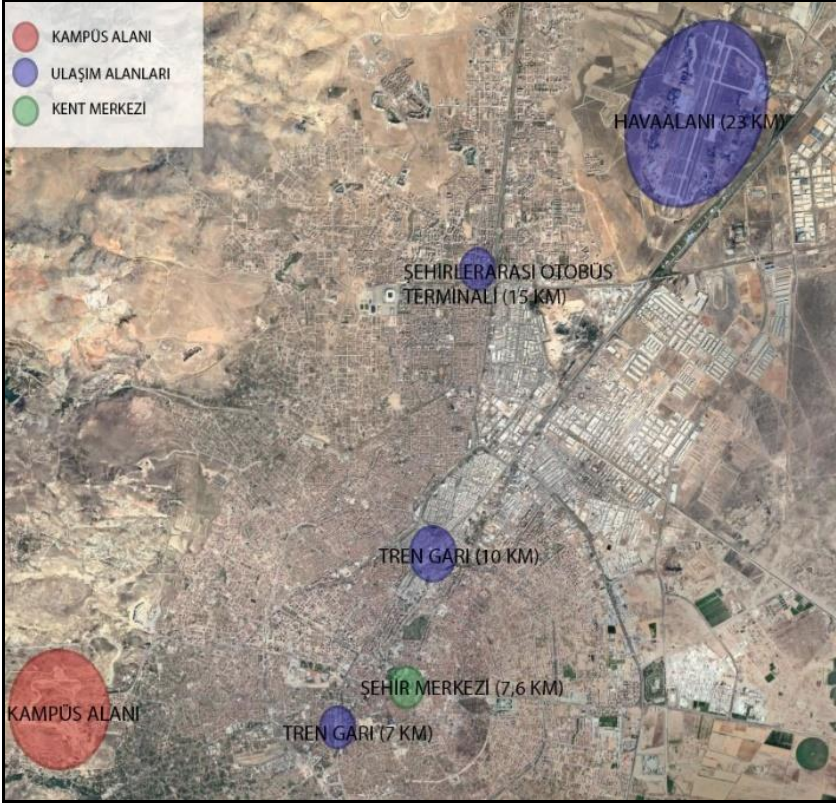 KAMPÜS ALANI
ULAŞIM ALANLARI
KENT MERKEZİ
HAVAALANI (23 KM)
ŞEHİRLERARASI OTOBÜS
TERMİNALİ (15 KM)
TREN GARI (10 KM)
ŞEHİR MERKEZİ (7,6 KM)
KAMPÜS ALANI
TREN GARI (7 KM)